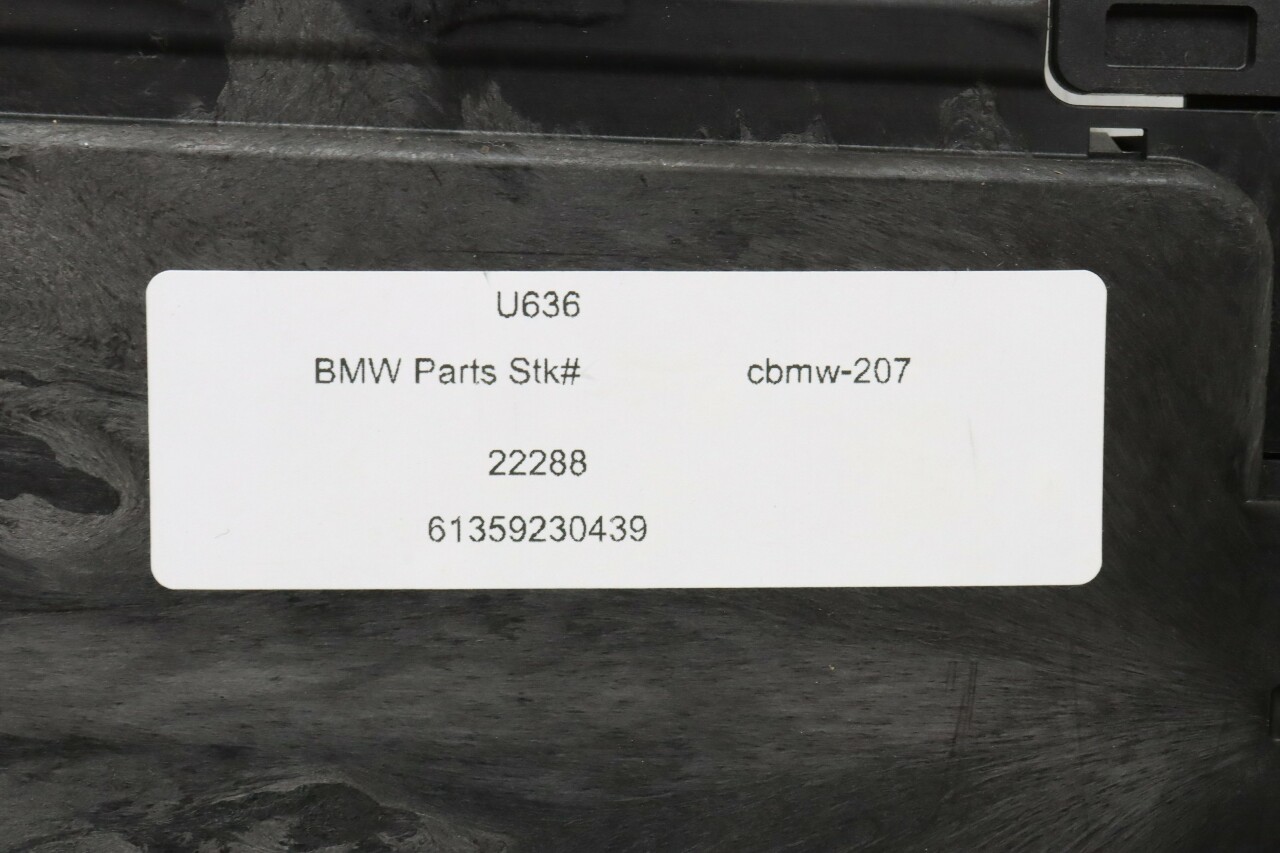 U636
BMW Parts Stk# cbmw-207
22288
61359230439